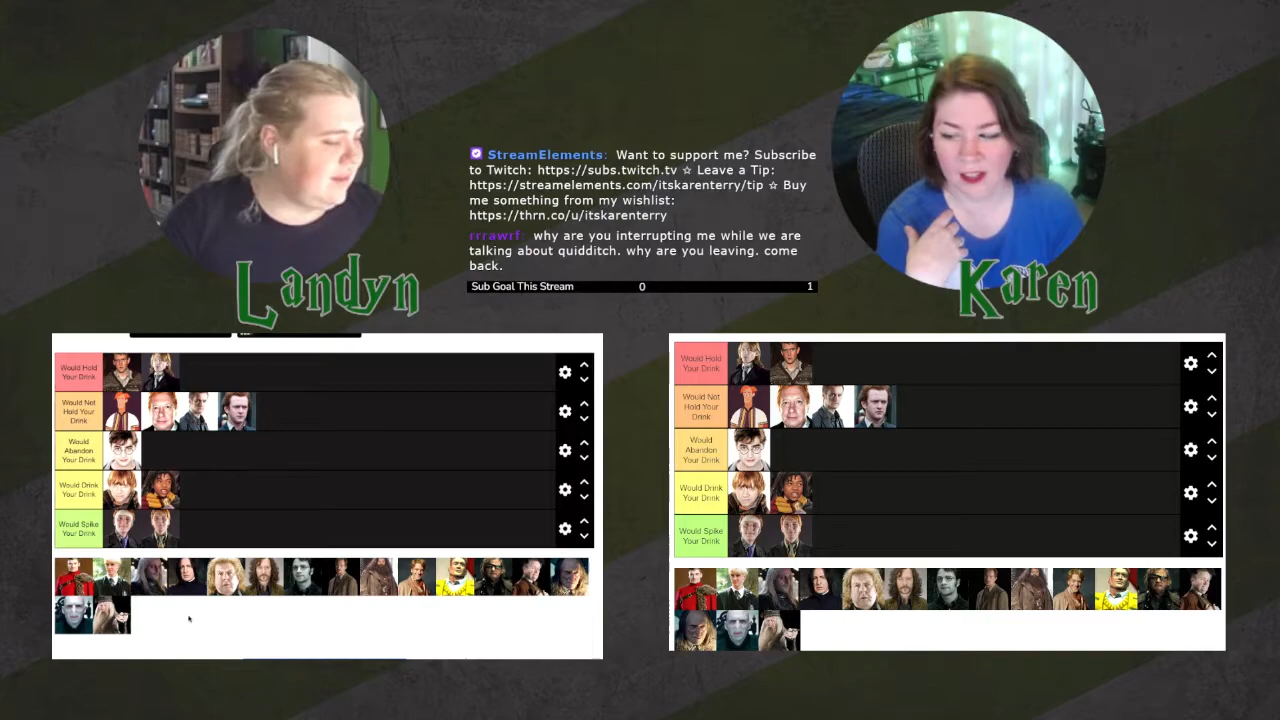 StreamElements: Want to support me? Subscribe
to Twitch: https://subs.twitch.tv ☆ Leave a Tip:
https://streamelements.com/itskarenterry/tip ☆ Buy
me something from my wishlist:
https://thrn.co/u/itskarenterry
rrrawrf: why are you interrupting me while we are
talking about quidditch. why are you leaving. come
back.
Sub Goal This Stream 0 1
Landyn
Karen
Would Hold
Your Drink
Would Not
Hold Your
Drink
Would
Abandon
Your Drink
Would Drink
Your Drink
Would Spike
Your Drink
Would Hold
Your Drink
Would Not
Hold Your
Drink
Would
Abandon
Your Drink
Would Drink
Your Drink
Would Spike
Your Drink